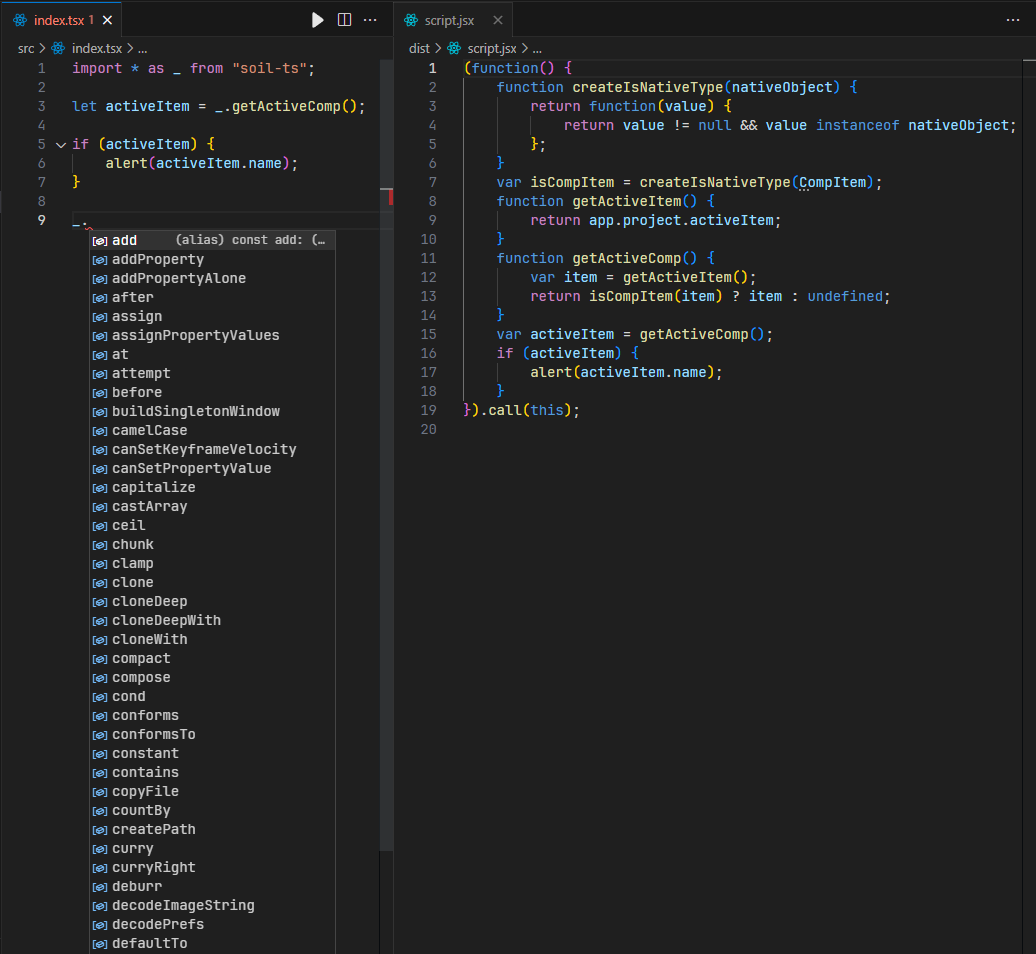 index.tsx 1
src > index.tsx > ...
1 import * as _ from "soil-ts";
2
3 let activeItem = _.getActiveComp();
4
5 if (activeItem) {
6 alert(activeItem.name);
7 }
8
9 _.
add (alias) const add: (…
addProperty
addPropertyAlone
after
assign
assignPropertyValues
at
attempt
before
buildSingletonWindow
camelCase
canSetKeyframeVelocity
canSetPropertyValue
capitalize
castArray
ceil
chunk
clamp
clone
cloneDeep
cloneDeepWith
cloneWith
compact
compose
cond
conforms
conformsTo
constant
contains
copyFile
countBy
createPath
curry
curryRight
deburr
decodeImageString
decodePrefs
defaultTo
script.jsx
dist > script.jsx > ...
1 (function() {
2 function createIsNativeType(nativeObject) {
3 return function(value) {
4 return value != null && value instanceof nativeObject;
5 };
6 }
7 var isCompItem = createIsNativeType(CompItem);
8 function getActiveItem() {
9 return app.project.activeItem;
10 }
11 function getActiveComp() {
12 var item = getActiveItem();
13 return isCompItem(item) ? item : undefined;
14 }
15 var activeItem = getActiveComp();
16 if (activeItem) {
17 alert(activeItem.name);
18 }
19 }).call(this);
20